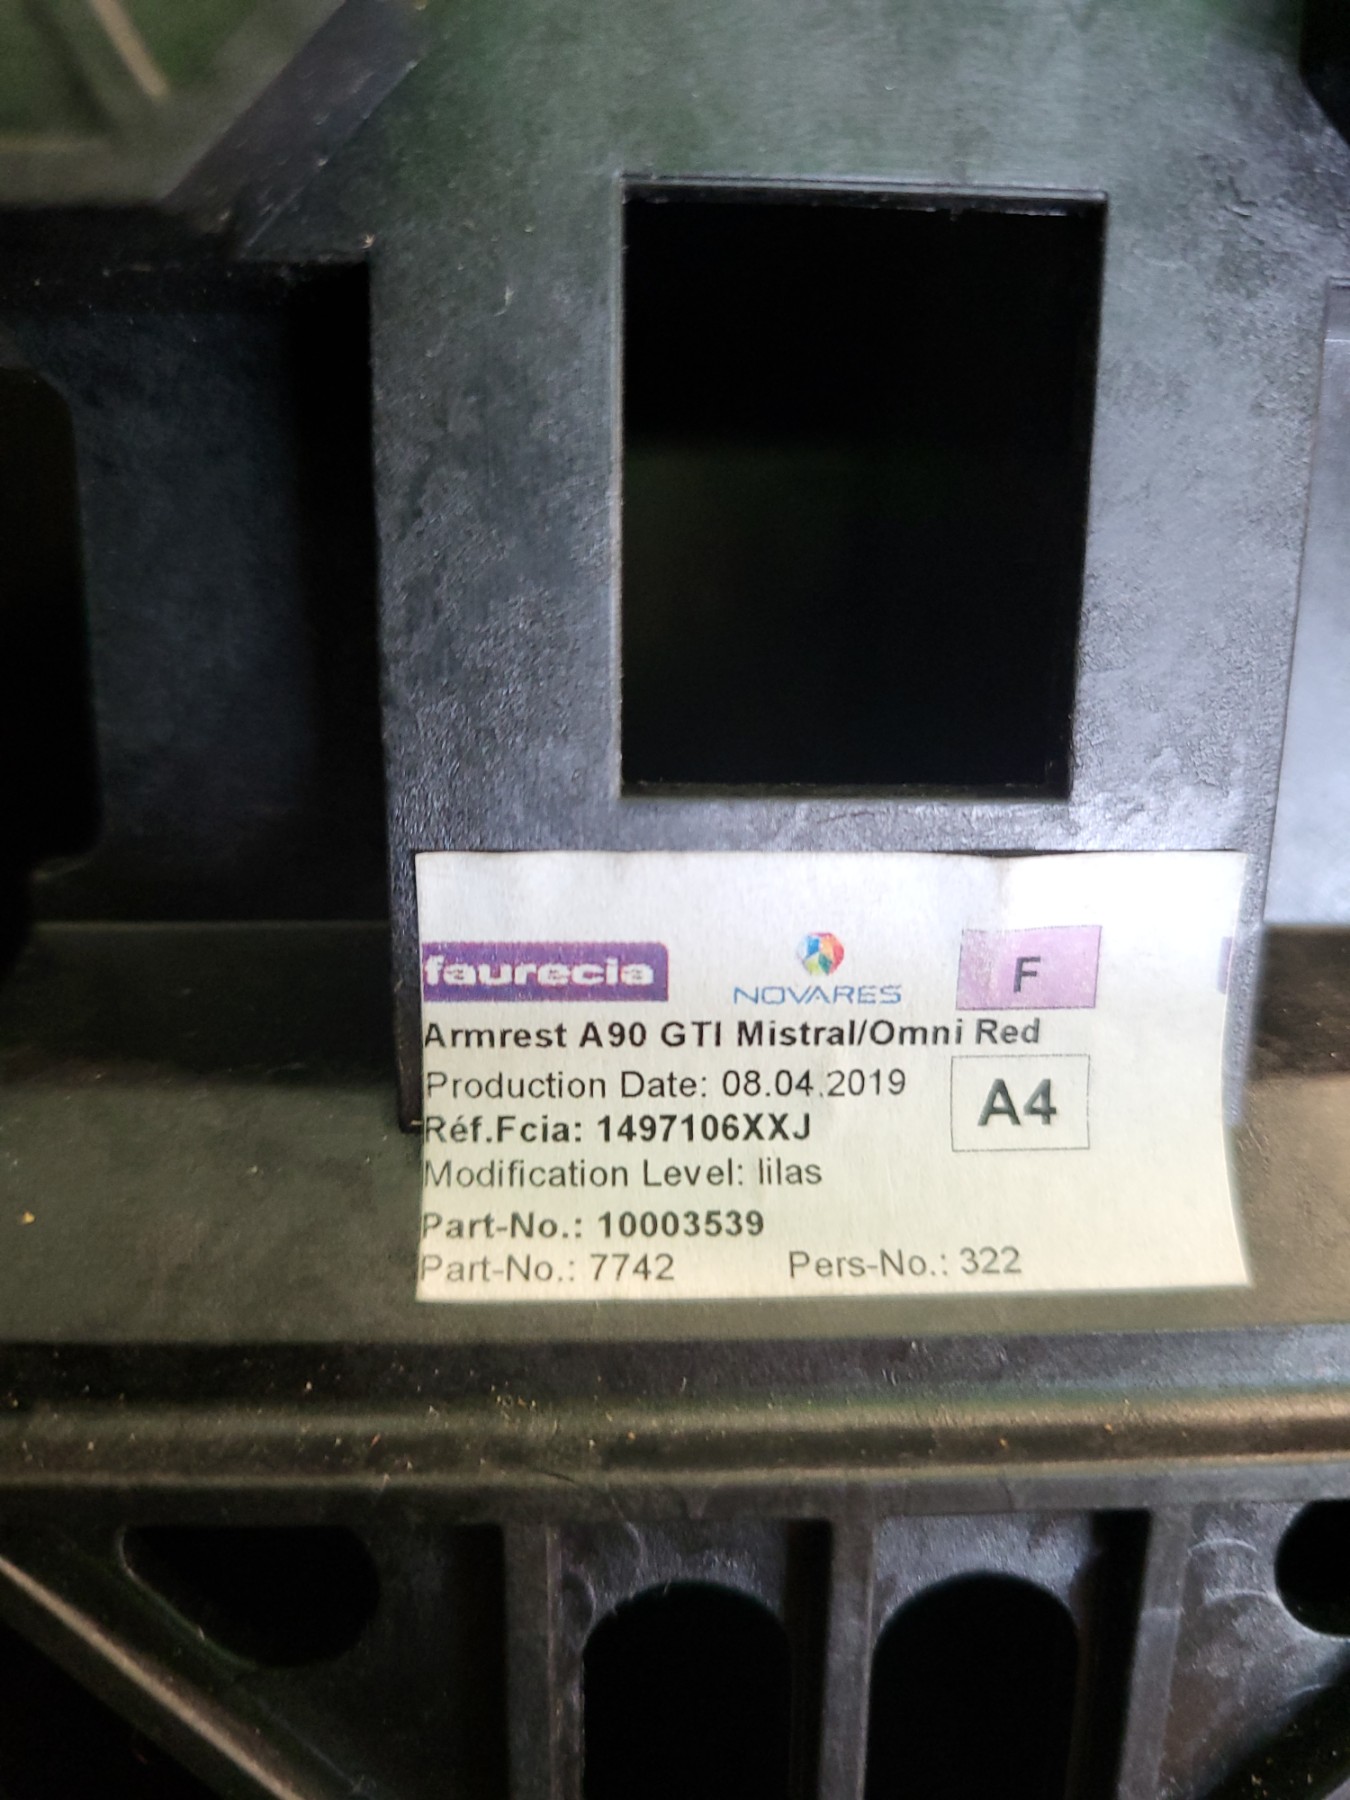 faurecia NOVARES F
Armrest A90 GTI Mistral/Omni Red
Production Date: 08.04.2019
A4
Réf.Fcia: 1497106XXJ
Modification Level: lilas
Part-No.: 10003539
Part-No.: 7742 Pers-No.: 322